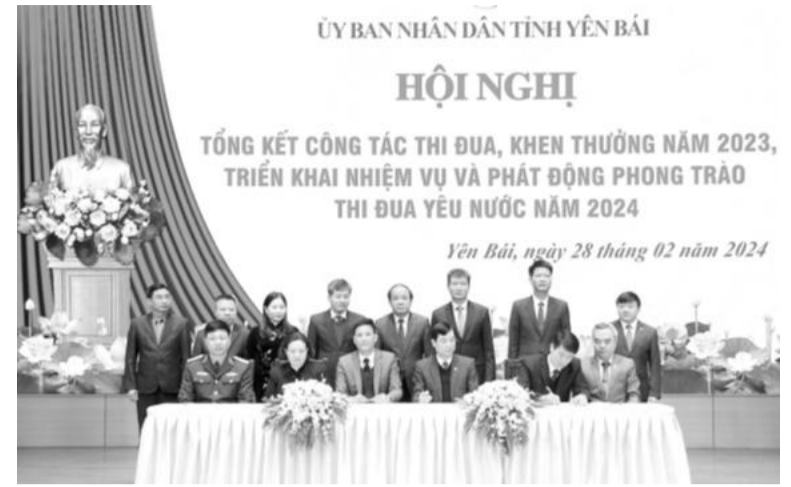 ỦY BAN NHÂN DÂN TỈNH YÊN BÁI
HỘI NGHỊ
TỔNG KẾT CÔNG TÁC THI ĐUA, KHEN THƯỞNG NĂM 2023,
TRIỂN KHAI NHIỆM VỤ VÀ PHÁT ĐỘNG PHONG TRÀO
THI ĐUA YÊU NƯỚC NĂM 2024
Yên Bái, ngày 28 tháng 02 năm 2024